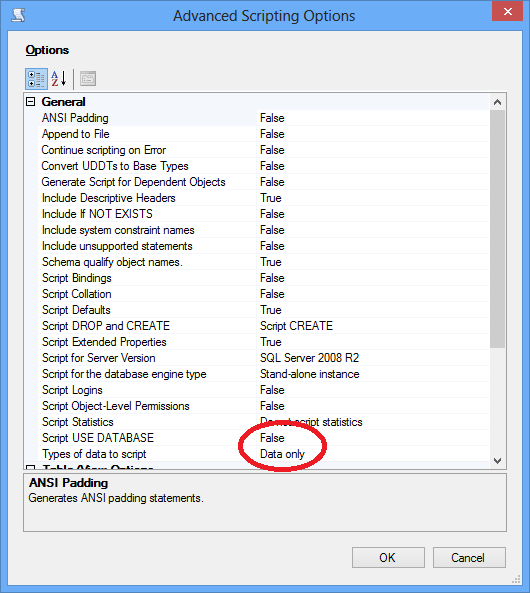 Advanced Scripting Options
Options
General
ANSI Padding False
Append to File False
Continue scripting on Error False
Convert UDDTs to Base Types False
Generate Script for Dependent Objects False
Include Descriptive Headers True
Include If NOT EXISTS False
Include system constraint names False
Include unsupported statements False
Schema qualify object names. True
Script Bindings False
Script Collation False
Script Defaults True
Script DROP and CREATE Script CREATE
Script Extended Properties True
Script for Server Version SQL Server 2008 R2
Script for the database engine type Stand-alone instance
Script Logins False
Script Object-Level Permissions False
Script Statistics Do not script statistics
Script USE DATABASE False
Types of data to script Data only
Table/View Options
ANSI Padding
Generates ANSI padding statements.
OK Cancel